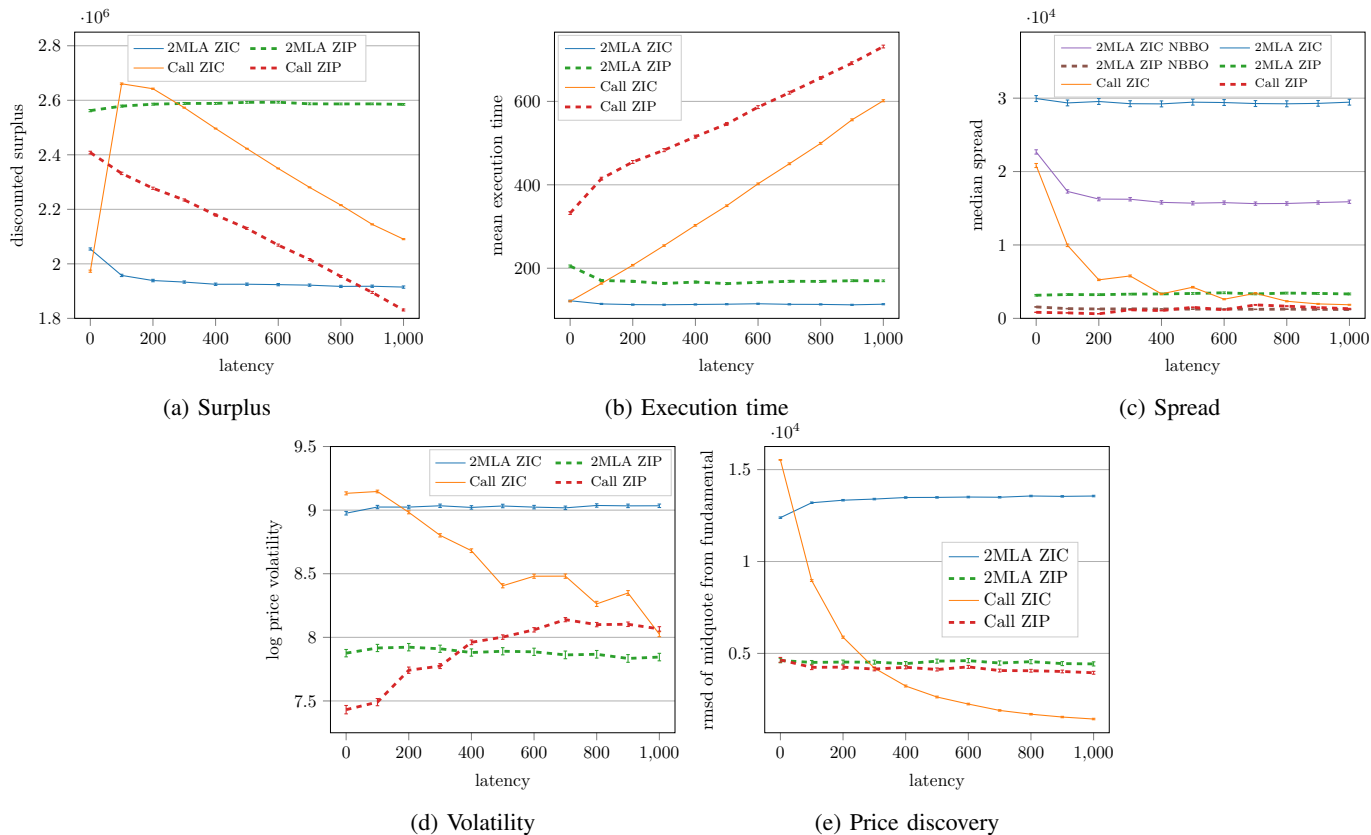 ·10⁶
2.8
2.6
2.4
2.2
2
1.8
discounted surplus
2MLA ZIC
2MLA ZIP
Call ZIC
Call ZIP
0 200 400 600 800 1,000
latency
(a) Surplus
600
400
200
mean execution time
2MLA ZIC
2MLA ZIP
Call ZIC
Call ZIP
0 200 400 600 800 1,000
latency
(b) Execution time
·10⁴
3
2
1
0
median spread
2MLA ZIC NBBO
2MLA ZIC
2MLA ZIP NBBO
2MLA ZIP
Call ZIC
Call ZIP
0 200 400 600 800 1,000
latency
(c) Spread
9.5
9
8.5
8
7.5
log price volatility
2MLA ZIC
2MLA ZIP
Call ZIC
Call ZIP
0 200 400 600 800 1,000
latency
(d) Volatility
·10⁴
1.5
1
0.5
rmsd of midquote from fundamental
2MLA ZIC
2MLA ZIP
Call ZIC
Call ZIP
0 200 400 600 800 1,000
latency
(e) Price discovery